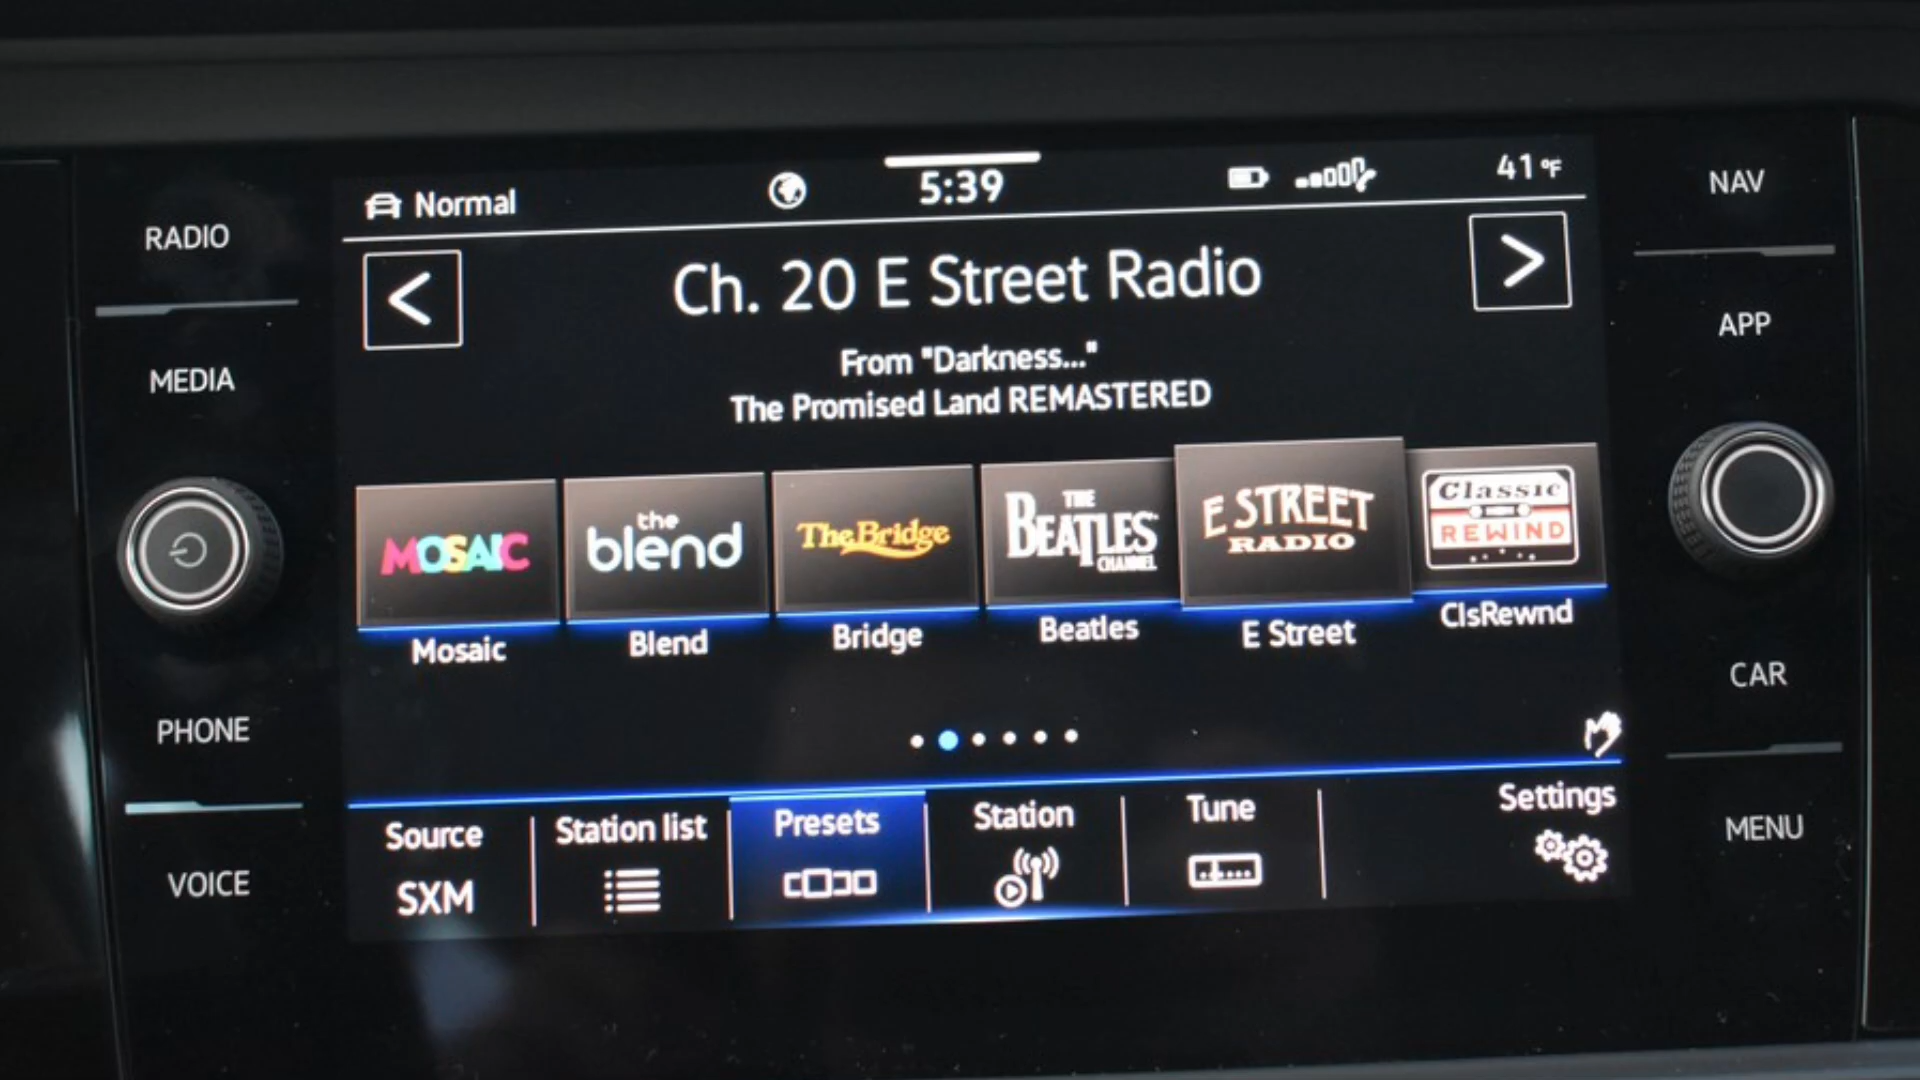 Normal
5:39
41 °F
RADIO
NAV
<
Ch. 20 E Street Radio
>
MEDIA
APP
From "Darkness..."
The Promised Land REMASTERED
MOSAIC
the
blend
The Bridge
THE
BEATLES
CHANNEL
E STREET
RADIO
Classic
REWIND
Mosaic
Blend
Bridge
Beatles
E Street
ClsRewnd
PHONE
CAR
Source
SXM
Station list
Presets
Station
Tune
Settings
VOICE
MENU